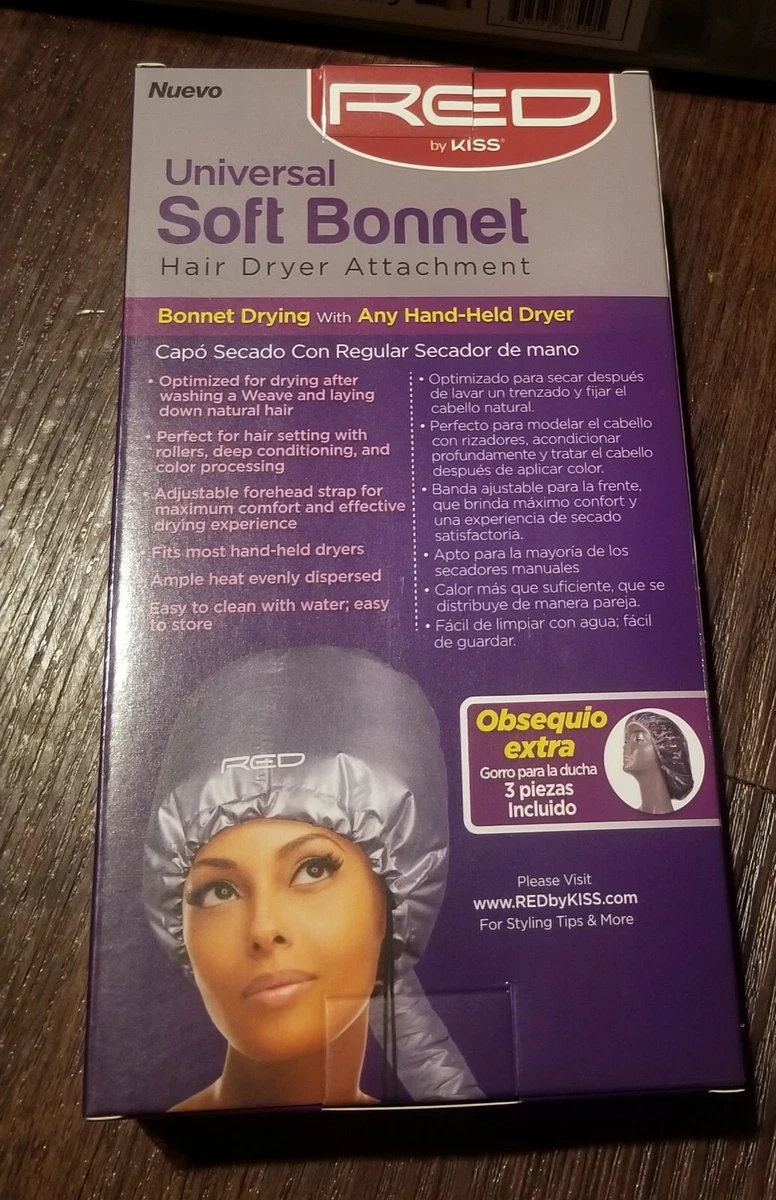 Nuevo
RED
by KISS®
Universal
Soft Bonnet
Hair Dryer Attachment
Bonnet Drying With Any Hand-Held Dryer
Capó Secado Con Regular Secador de mano
• Optimized for drying after
washing a Weave and laying
down natural hair
• Perfect for hair setting with
rollers, deep conditioning, and
color processing
Adjustable forehead strap for
maximum comfort and effective
drying experience
Fits most hand-held dryers
Ample heat evenly dispersed
Easy to clean with water; easy
to store
• Optimizado para secar después
de lavar un trenzado y fijar el
cabello natural.
• Perfecto para modelar el cabello
con rizadores, acondicionar
profundamente y tratar el cabello
después de aplicar color.
• Banda ajustable para la frente,
que brinda máximo confort y
una experiencia de secado
satisfactoria.
• Apto para la mayoría de los
secadores manuales
• Calor más que suficiente, que se
distribuye de manera pareja.
• Fácil de limpiar con agua; fácil
de guardar.
RED
Obsequio
extra
Gorro para la ducha
3 piezas
Incluido
Please Visit
www.REDbyKISS.com
For Styling Tips & More